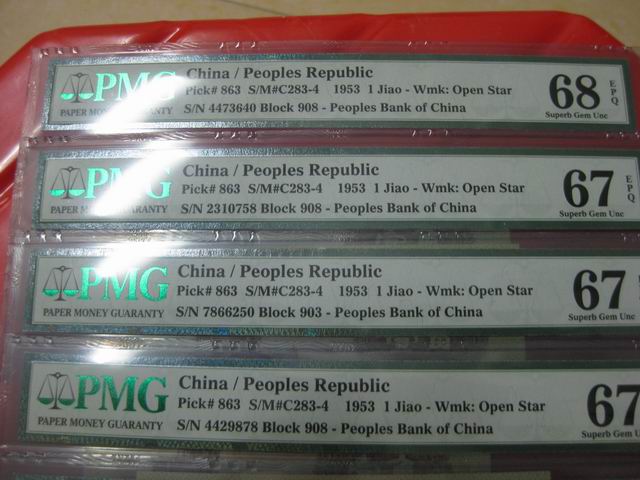 PMG
PAPER MONEY GUARANTY
China / Peoples Republic
Pick# 863 S/M#C283-4 1953 1 Jiao - Wmk: Open Star
S/N 4473640 Block 908 - Peoples Bank of China
68 EPQ
Superb Gem Unc
PMG
PAPER MONEY GUARANTY
China / Peoples Republic
Pick# 863 S/M#C283-4 1953 1 Jiao - Wmk: Open Star
S/N 2310758 Block 908 - Peoples Bank of China
67 EPQ
Superb Gem Unc
PMG
PAPER MONEY GUARANTY
China / Peoples Republic
Pick# 863 S/M#C283-4 1953 1 Jiao - Wmk: Open Star
S/N 7866250 Block 903 - Peoples Bank of China
67
Superb Gem Unc
PMG
PAPER MONEY GUARANTY
China / Peoples Republic
Pick# 863 S/M#C283-4 1953 1 Jiao - Wmk: Open Star
S/N 4429878 Block 908 - Peoples Bank of China
67
Superb Gem U